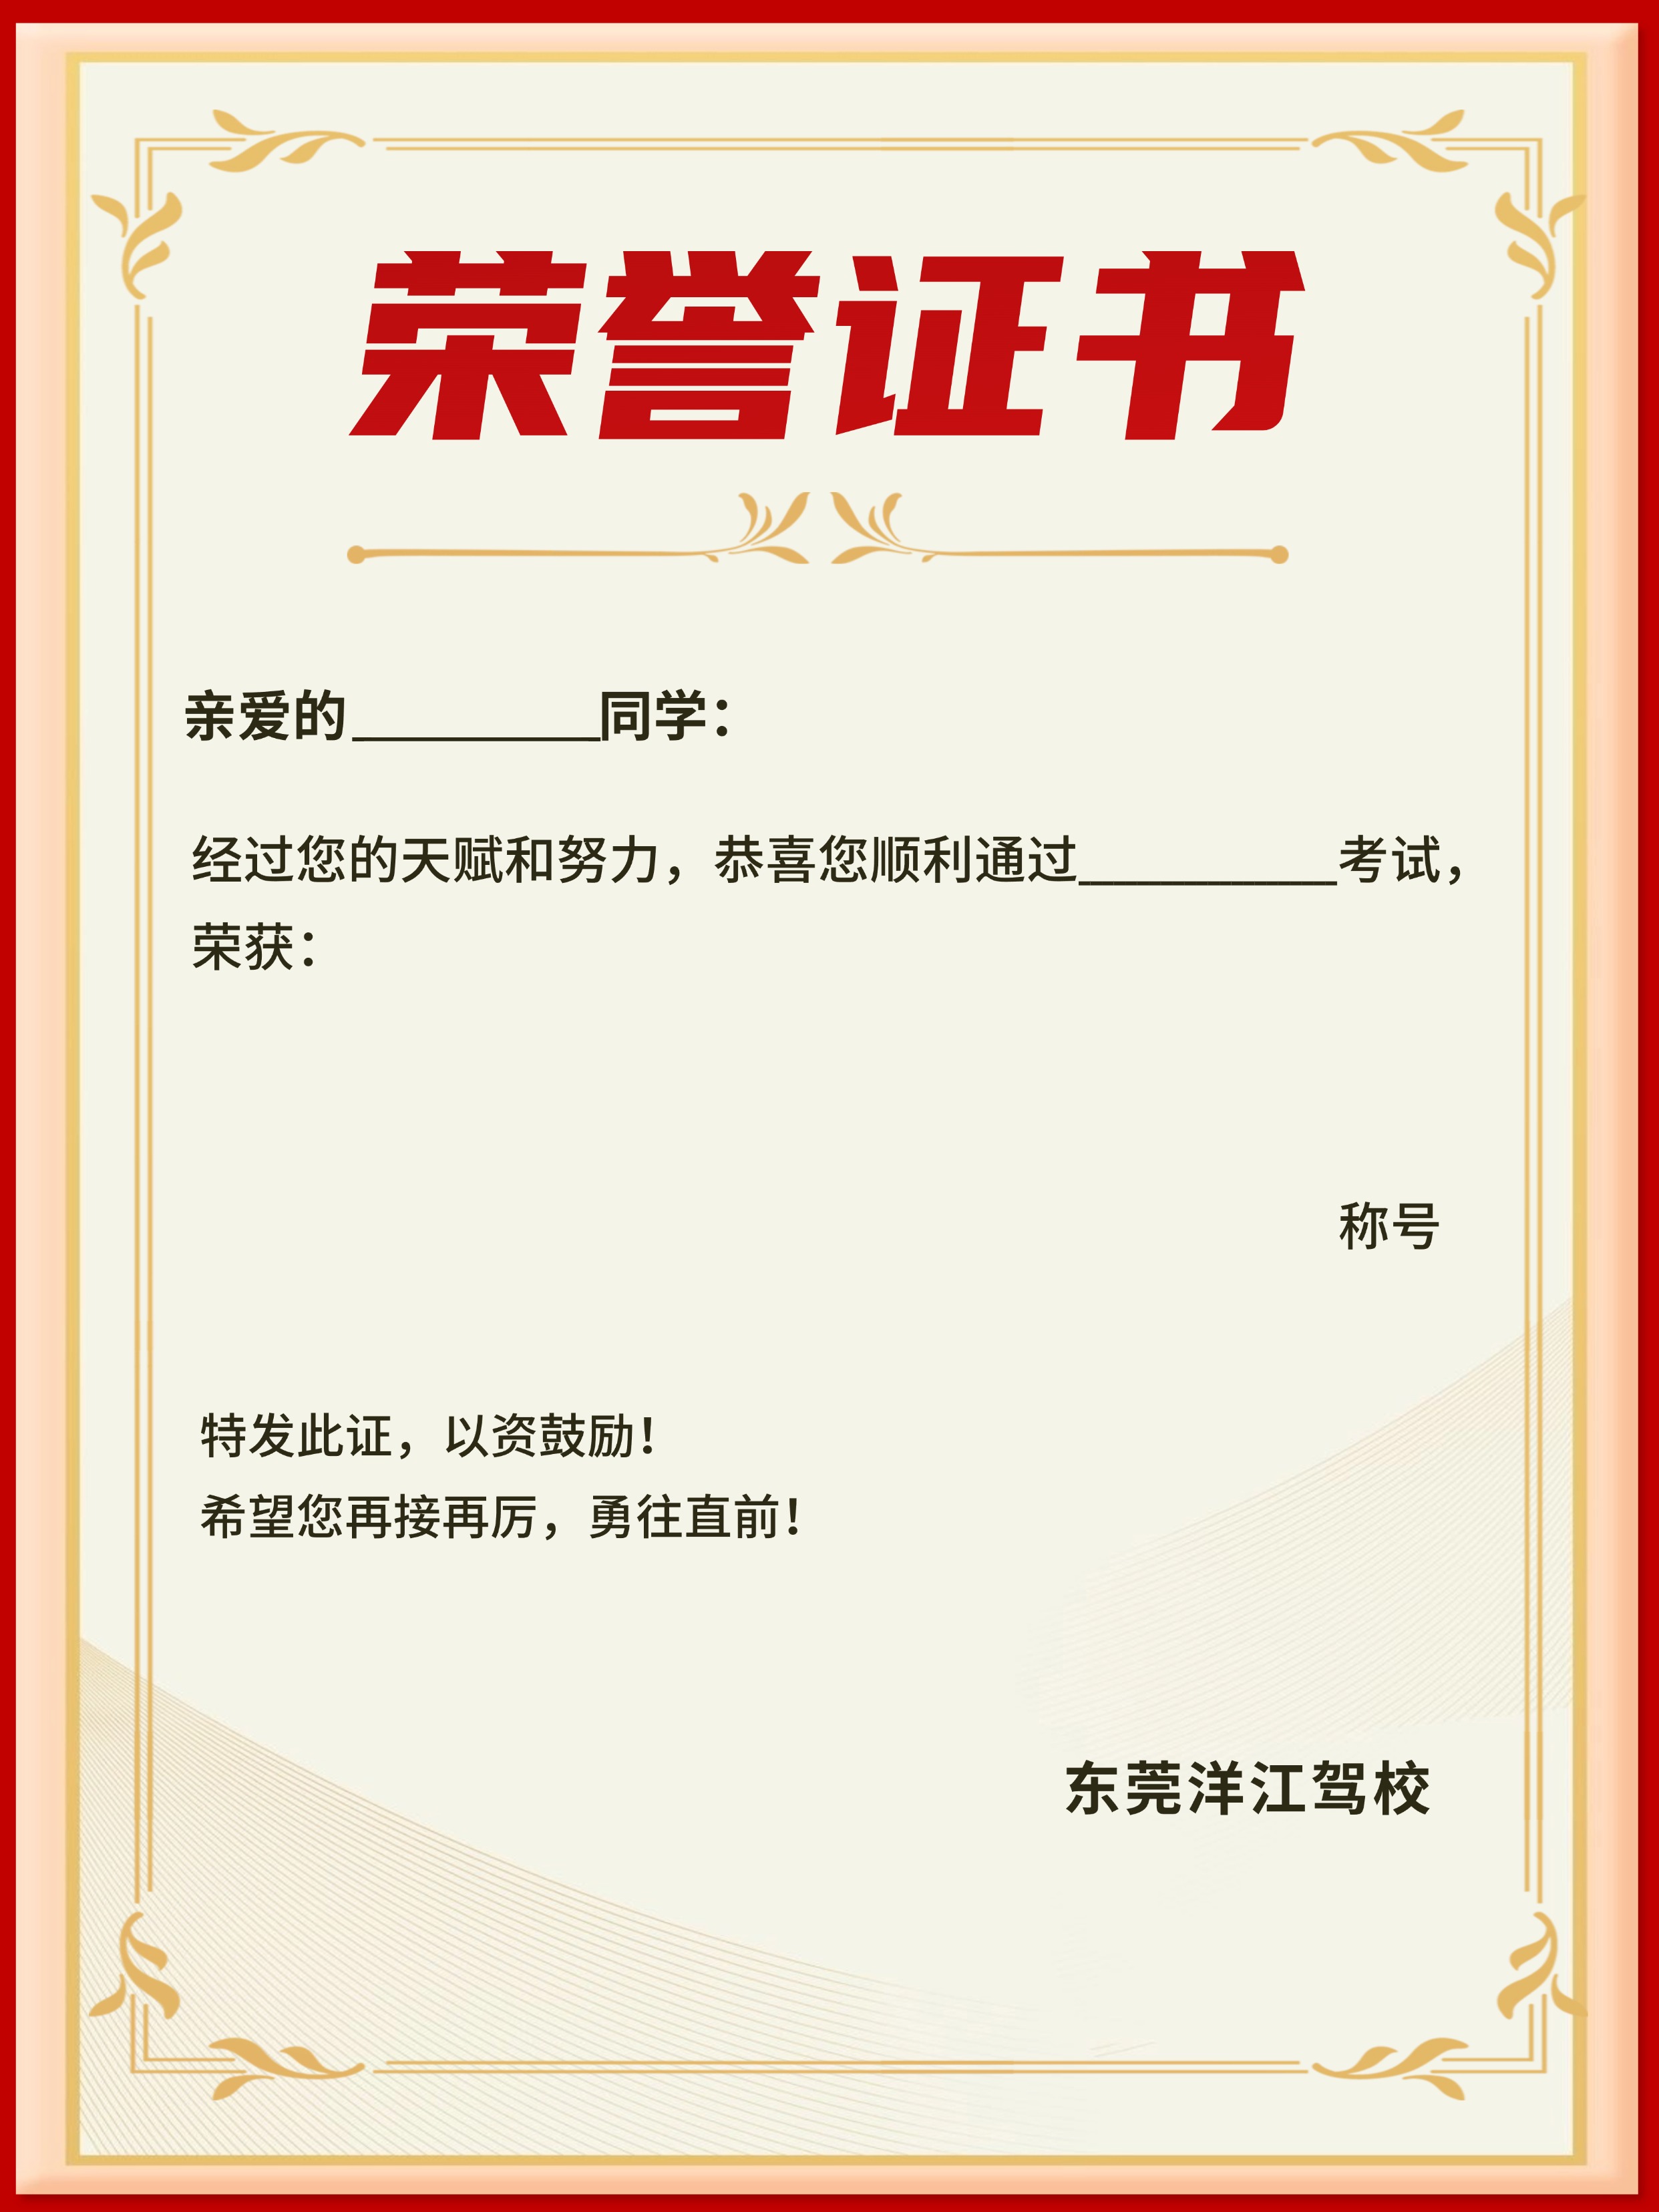 荣誉证书
亲爱的_________同学：
经过您的天赋和努力，恭喜您顺利通过__________考试，
荣获：
称号
特发此证，以资鼓励！
希望您再接再厉，勇往直前！
东莞洋江驾校